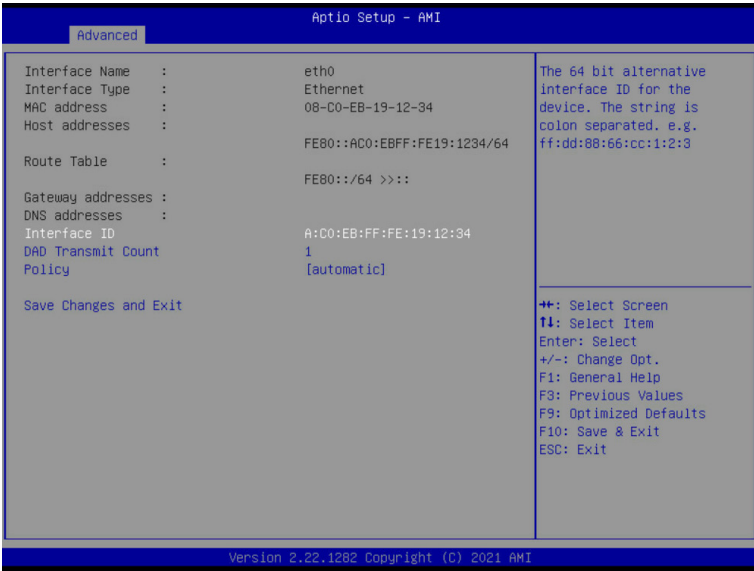 Aptio Setup – AMI
Advanced
Interface Name : eth0
Interface Type : Ethernet
MAC address : 08-C0-EB-19-12-34
Host addresses :
FE80::AC0:EBFF:FE19:1234/64
Route Table :
FE80::/64 >>::
Gateway addresses :
DNS addresses :
Interface ID A:C0:EB:FF:FE:19:12:34
DAD Transmit Count 1
Policy [automatic]
Save Changes and Exit
The 64 bit alternative
interface ID for the
device. The string is
colon separated. e.g.
ff:dd:88:66:cc:1:2:3
→←: Select Screen
↑↓: Select Item
Enter: Select
+/-: Change Opt.
F1: General Help
F3: Previous Values
F9: Optimized Defaults
F10: Save & Exit
ESC: Exit
Version 2.22.1282 Copyright (C) 2021 AMI